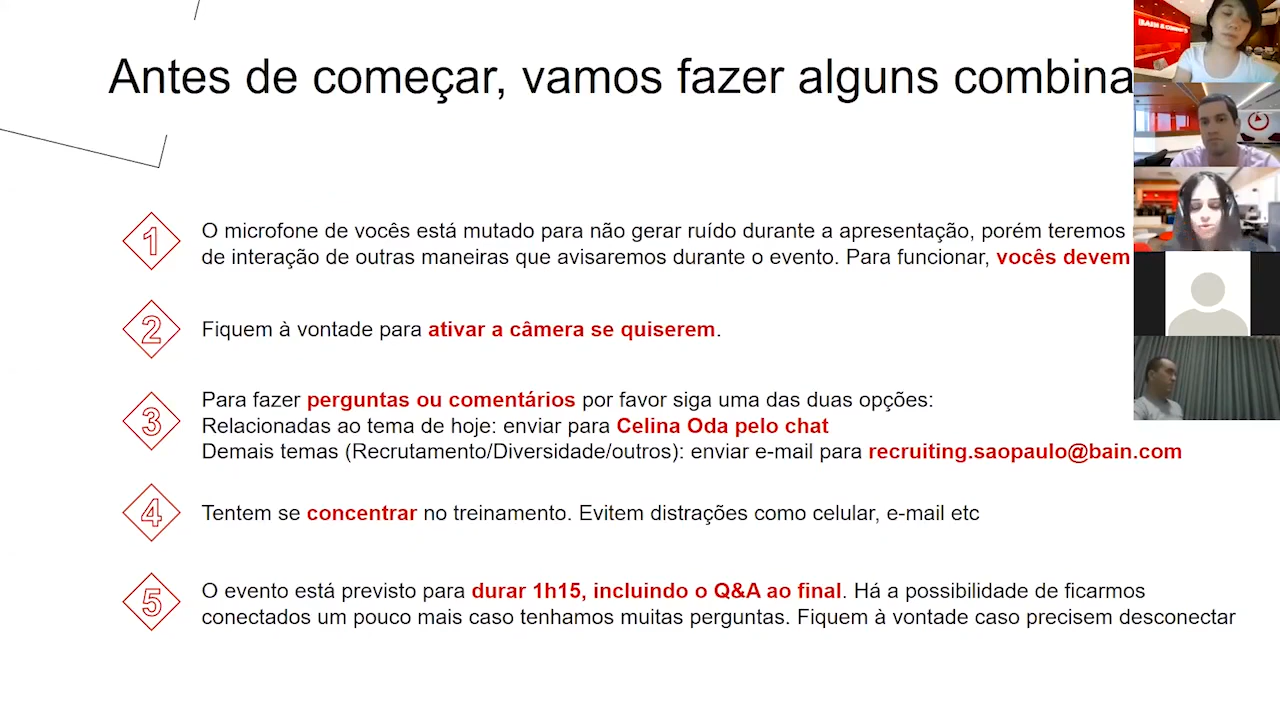 Antes de começar, vamos fazer alguns combina
1
O microfone de vocês está mutado para não gerar ruído durante a apresentação, porém teremos
de interação de outras maneiras que avisaremos durante o evento. Para funcionar, vocês devem
2
Fiquem à vontade para ativar a câmera se quiserem.
3
Para fazer perguntas ou comentários por favor siga uma das duas opções:
Relacionadas ao tema de hoje: enviar para Celina Oda pelo chat
Demais temas (Recrutamento/Diversidade/outros): enviar e-mail para recruiting.saopaulo@bain.com
4
Tentem se concentrar no treinamento. Evitem distrações como celular, e-mail etc
5
O evento está previsto para durar 1h15, incluindo o Q&A ao final. Há a possibilidade de ficarmos
conectados um pouco mais caso tenhamos muitas perguntas. Fiquem à vontade caso precisem desconectar